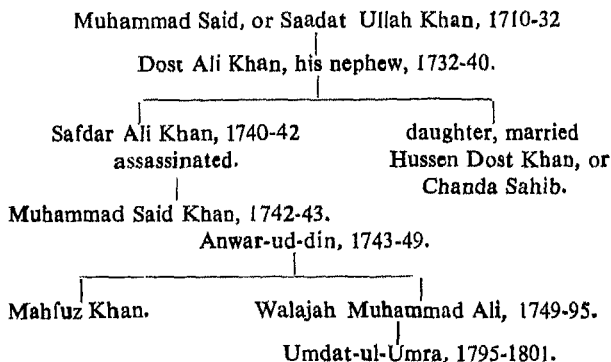 Muhammad Said, or Saadat Ullah Khan, 1710-32
Dost Ali Khan, his nephew, 1732-40.
Safdar Ali Khan, 1740-42
assassinated.
daughter, married
Hussen Dost Khan, or
Chanda Sahib.
Muhammad Said Khan, 1742-43.
Anwar-ud-din, 1743-49.
Mahfuz Khan.
Walajah Muhammad Ali, 1749-95.
Umdat-ul-Umra, 1795-1801.